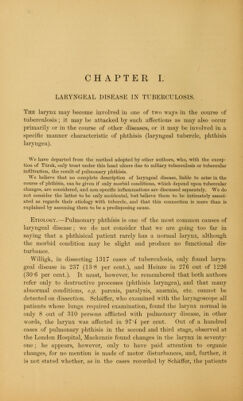 CHAPTER I.
LARYNGEAL DISEASE IN TUBERCULOSIS.
THE larynx may become involved in one of two ways in the course of
tuberculosis; it may be attacked by such affections as may also occur
primarily or in the course of other diseases, or it may be involved in a
specific manner characteristic of phthisis (laryngeal tubercle, phthisis
laryngea).
We have departed from the method adopted by other authors, who, with the excep-
tion of Türck, only treat under this head ulcers due to miliary tuberculosis or tubercular
infiltration, the result of pulmonary phthisis.
We believe that no complete description of laryngeal disease, liable to arise in the
course of phthisis, can be given if only morbid conditions, which depend upon tubercular
changes, are considered, and non-specific inflammations are discussed separately. We do
not consider the latter to be only accidental, but believe them to be intimately associ-
ated as regards their etiology with tubercle, and that this connection is more than is
explained by assuming there to be a predisposing cause.
ETIOLOGY.—Pulmonary phthisis is one of the most common causes of
laryngeal disease; we do not consider that we are going too far in
saying that a phthisical patient rarely has a normal larynx, although
the morbid condition may be slight and produce no functional dis-
turbance.
Willigk, in dissecting 1317 cases of tuberculosis, only found laryn-
geal disease in 237 (13·8 per cent.), and Heinze in 276 out of 1226
(30·6 per cent.). It must, however, be remembered that both authors
refer only to destructive processes (phthisis laryngea), and that many
abnormal conditions, e.g. paresis, paralysis, anæmia, etc. cannot be
detected on dissection. Schäffer, who examined with the laryngoscope all
patients whose lungs required examination, found the larynx normal in
only 8 out of 310 persons afflicted with pulmonary disease, in other
words, the larynx was affected in 97·4 per cent. Out of a hundred
cases of pulmonary phthisis in the second and third stage, observed at
the London Hospital, Mackenzie found changes in the larynx in seventy-
one; he appears, however, only to have paid attention to organic
changes, for no mention is made of motor disturbances, and, further, it
is not stated whether, as in the cases recorded by Schäffer, the patients